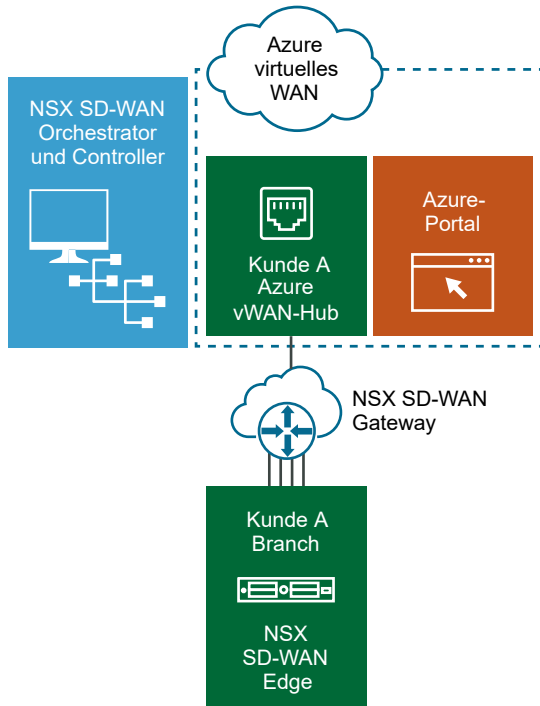 Azure
virtuelles
WAN
NSX SD-WAN
Orchestrator
und Controller
Kunde A
Azure
vWAN-Hub
Azure-
Portal
NSX SD-WAN
Gateway
Kunde A
Branch
NSX
SD-WAN
Edge